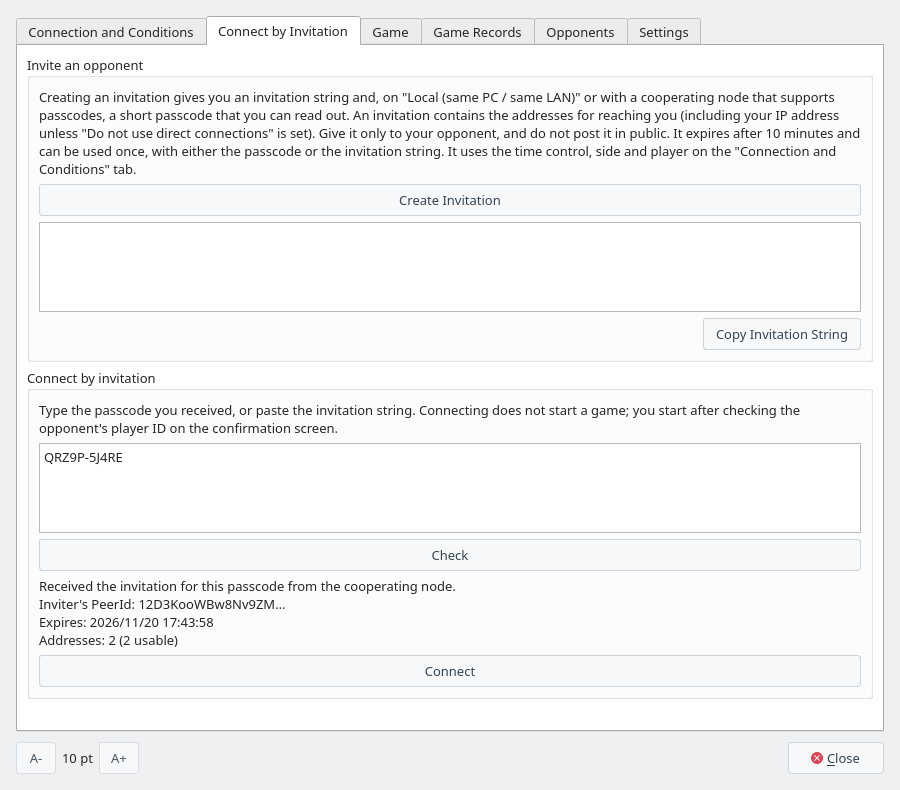 Connection and Conditions
Connect by Invitation
Game
Game Records
Opponents
Settings
Invite an opponent
Creating an invitation gives you an invitation string and, on "Local (same PC / same LAN)" or with a cooperating node that supports
passcodes, a short passcode that you can read out. An invitation contains the addresses for reaching you (including your IP address
unless "Do not use direct connections" is set). Give it only to your opponent, and do not post it in public. It expires after 10 minutes and
can be used once, with either the passcode or the invitation string. It uses the time control, side and player on the "Connection and
Conditions" tab.
Create Invitation
Copy Invitation String
Connect by invitation
Type the passcode you received, or paste the invitation string. Connecting does not start a game; you start after checking the
opponent's player ID on the confirmation screen.
QRZ9P-5J4RE
Check
Received the invitation for this passcode from the cooperating node.
Inviter's PeerId: 12D3KooWBw8Nv9ZM...
Expires: 2026/11/20 17:43:58
Addresses: 2 (2 usable)
Connect
A-
10 pt
A+
Close